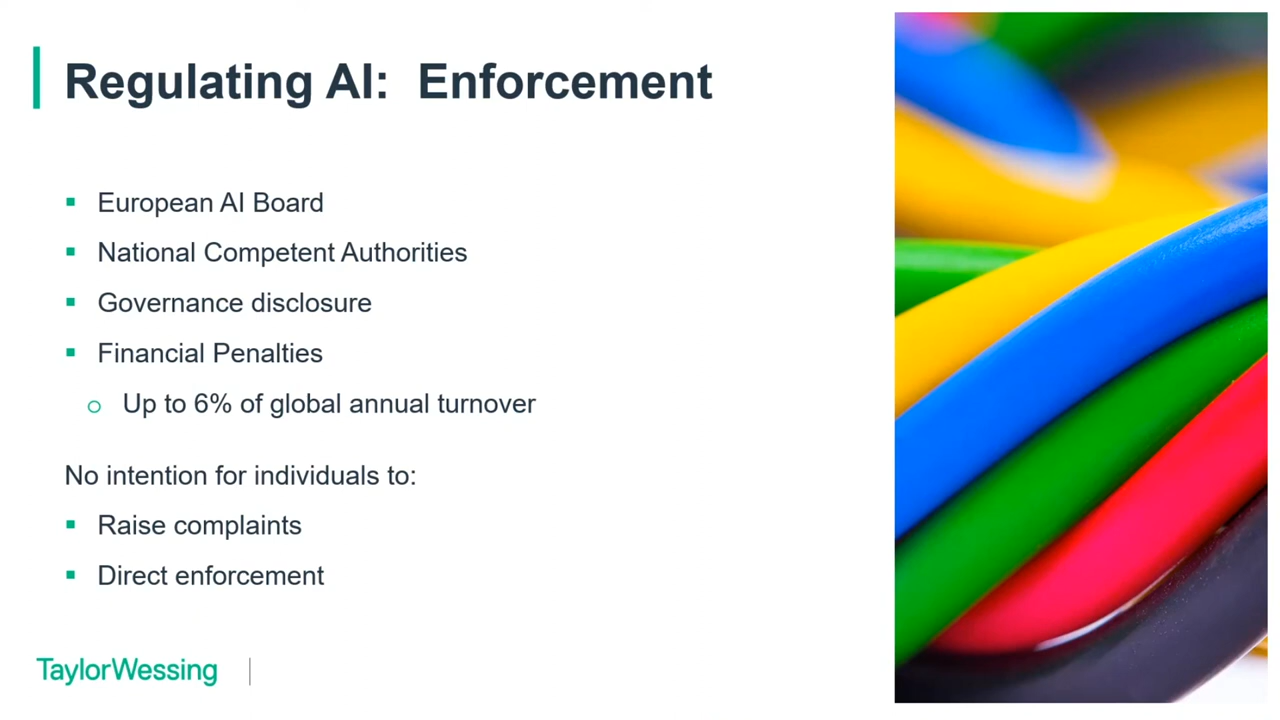 Regulating AI: Enforcement
European AI Board
National Competent Authorities
Governance disclosure
Financial Penalties
Up to 6% of global annual turnover
No intention for individuals to:
Raise complaints
Direct enforcement
TaylorWessing